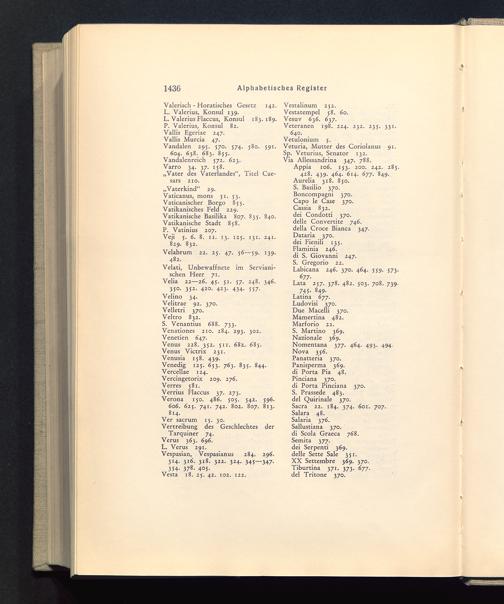 1436
Alphabetisches Register
Valerisch-Horatisches Gesetz 142.
L. Valerius, Konsul 139.
L. Valerius Flaccus, Konsul 183. 189.
P. Valerius, Konsul 82.
Vallis Egeriae 247.
Vallis Murcia 47.
Vandalen 295. 570. 574. 580. 591.
604. 658. 683. 855.
Vandalenreich 572. 623.
Varro 34. 37. 158.
„Vater des Vaterlandes", Titel Cae-
sars 210.
„Vaterkind" 29.
Vaticanus, mons 31. 53.
Vaticanischer Borgo 855.
Vatikanisches Feld 229.
Vatikanische Basilika 807. 835. 840.
Vatikanische Stadt 858.
P. Vatinius 207.
Veji 5. 6. 8. 12. 13. 125. 131. 241.
829. 832.
Velabrum 22. 25. 47. 56—59. 139.
482.
Velati, Unbewaffnete im Serviani-
schen Heer 71.
Velia 22—26. 45. 51. 57. 248. 346.
350. 352. 420. 423. 434. 557.
Velino 34.
Velitrae 92. 370.
Velletri 370.
Veltro 832.
S. Venantius 688. 733.
Venationes 210. 284. 293. 302.
Venetien 647.
Venus 228. 352. 511. 682. 685.
Venus Victrix 231.
Venusia 158. 439.
Venedig 125. 653. 763. 835. 844.
Vercellae 124.
Vercingetorix 209. 276.
Verres 581.
Verrius Flaccus 37. 273.
Verona 150. 486. 505. 542. 596.
606. 625. 741. 742. 802. 807. 813.
814.
Ver sacrum 15. 30.
Vertreibung des Geschlechtes der
Tarquiner 74.
Verus 363. 696.
L. Verus 291.
Vespasian, Vespasianus 284. 296.
314. 316. 318. 322. 324. 345—347.
354. 378. 405.
Vesta 18. 25. 42. 102. 122.
Vestalinum 252.
Vestatempel 58. 60.
Vesuv 636. 637.
Veteranen 198. 224. 232. 235. 331.
640.
Vetulonium 5.
Veturia, Mutter des Coriolanus 91.
Sp. Veturius, Senator 132.
Via Allessandrina 347. 788.
Appia 106. 153. 200. 242. 285.
428. 439. 464. 614. 677. 849.
Aurelia 318. 850.
S. Basilio 370.
Boncompagni 370.
Capo le Case 370.
Cassia 832.
dei Condotti 370.
delle Convertite 746.
della Croce Bianca 347.
Dataria 370.
dei Fienili 135.
Flaminia 246.
di S. Giovanni 247.
S. Gregorio 22.
Labicana 246. 370. 464. 559. 573.
677.
Lata 257. 378. 482. 503. 708. 739.
745. 849.
Latina 677.
Ludovisi 370.
Due Macelli 370.
Mamertina 482.
Marforio 22.
S. Martino 369.
Nazionale 369.
Nomentana 377. 464. 493. 494.
Nova 356.
Panatteria 370.
Panisperma 369.
di Porta Pia 48.
Pinciana 370.
di Porta Pinciana 370.
S. Prassede 483.
del Quirinale 370.
Sacra 22. 184. 374. 601. 707.
Salara 48.
Salaria 376.
Sallustiana 370.
di Scola Graeca 768.
Semita 377.
dei Serpenti 369.
delle Sette Sale 351.
XX Settembre 369. 370.
Tiburtina 371. 373. 677.
del Tritone 370.